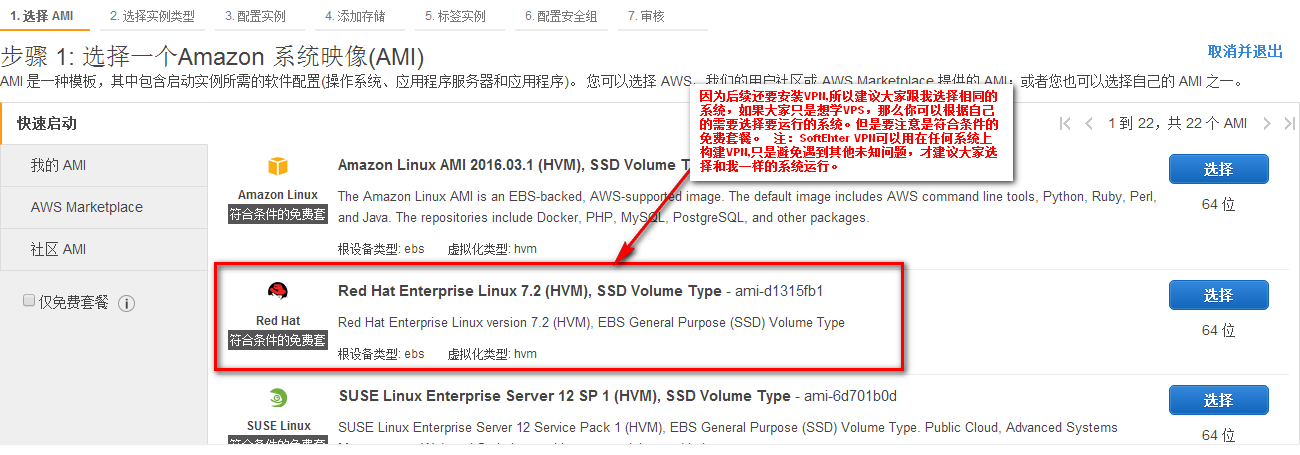 1. 选择 AMI 2. 选择实例类型 3. 配置实例 4. 添加存储 5. 标签实例 6. 配置安全组 7. 审核
步骤 1: 选择一个Amazon 系统映像(AMI)
取消并退出
AMI 是一种模板，其中包含启动实例所需的软件配置(操作系统、应用程序服务器和应用程序)。 您可以选择 AWS、我们的用户社区或 AWS Marketplace 提供的 AMI；或者您也可以选择自己的 AMI 之一。
因为后续还要安装VPN,所以建议大家跟我选择相同的
系统，如果大家只是想学VPS，那么你可以根据自己
的需要选择要运行的系统。但是要注意是符合条件的
免费套餐。 注：SoftEhter VPN可以用在任何系统上
构建VPN,只是避免遇到其他未知问题，才建议大家选
择和我一样的系统运行。
快速启动
我的 AMI
AWS Marketplace
社区 AMI
仅免费套餐
1 到 22，共 22 个 AMI
Amazon Linux
符合条件的免费套
Amazon Linux AMI 2016.03.1 (HVM), SSD Volume T
The Amazon Linux AMI is an EBS-backed, AWS-supported image. The default image includes AWS command line tools, Python, Ruby, Perl,
and Java. The repositories include Docker, PHP, MySQL, PostgreSQL, and other packages.
根设备类型: ebs 虚拟化类型: hvm
选择
64 位
Red Hat
符合条件的免费套
Red Hat Enterprise Linux 7.2 (HVM), SSD Volume Type - ami-d1315fb1
Red Hat Enterprise Linux version 7.2 (HVM), EBS General Purpose (SSD) Volume Type
根设备类型: ebs 虚拟化类型: hvm
选择
64 位
SUSE Linux
符合条件的免费套
SUSE Linux Enterprise Server 12 SP 1 (HVM), SSD Volume Type - ami-6d701b0d
SUSE Linux Enterprise Server 12 Service Pack 1 (HVM), EBS General Purpose (SSD) Volume Type. Public Cloud, Advanced Systems
选择
64 位